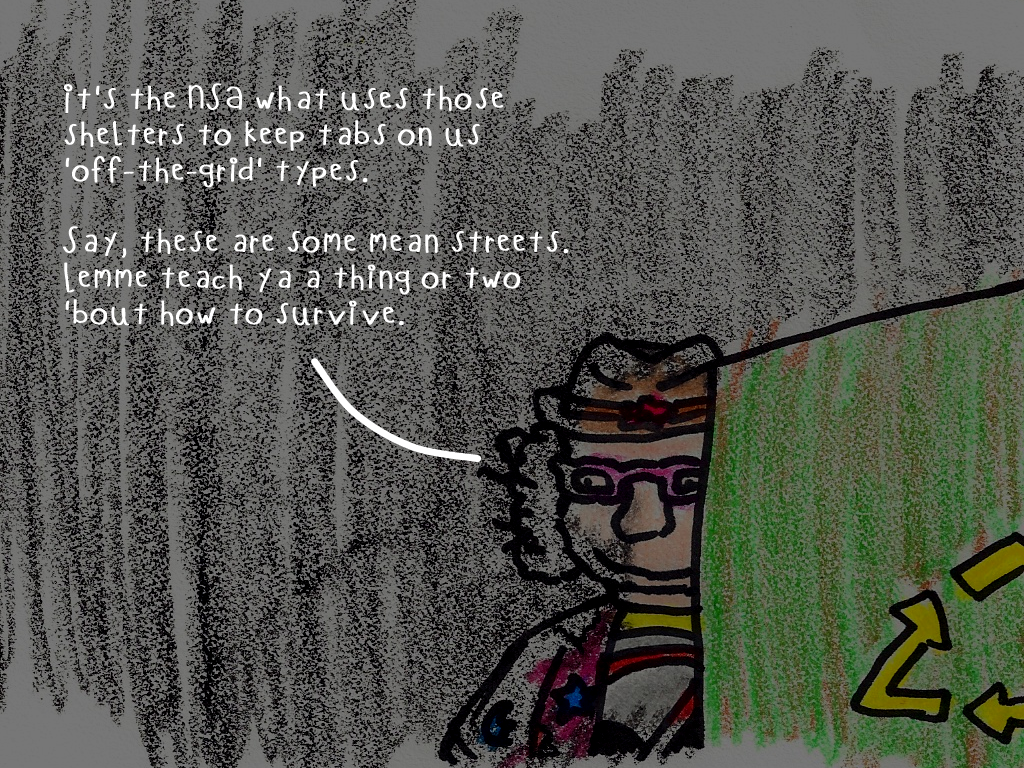 it's the NSA what uses those
shelters to keep tabs on us
'off-the-grid' types.
Say, these are some mean streets.
Lemme teach ya a thing or two
'bout how to survive.